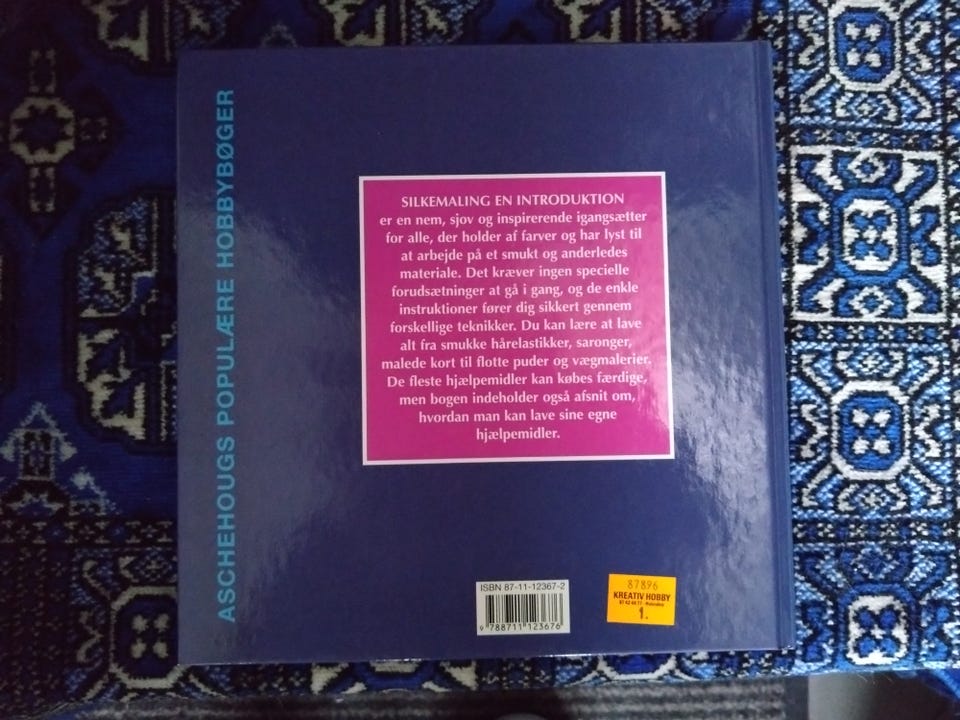 ASCHEHOUGS POPULÆRE HOBBYBØGER
SILKEMALING EN INTRODUKTION
er en nem, sjov og inspirerende igangsætter
for alle, der holder af farver og har lyst til
at arbejde på et smukt og anderledes
materiale. Det kræver ingen specielle
forudsætninger at gå i gang, og de enkle
instruktioner fører dig sikkert gennem
forskellige teknikker. Du kan lære at lave
alt fra smukke hårelastikker, saronger,
malede kort til flotte puder og vægmalerier.
De fleste hjælpemidler kan købes færdige,
men bogen indeholder også afsnit om,
hvordan man kan lave sine egne
hjælpemidler.
ISBN 87-11-12367-2
9 788711 123676
87896
KREATIV HOBBY
1.